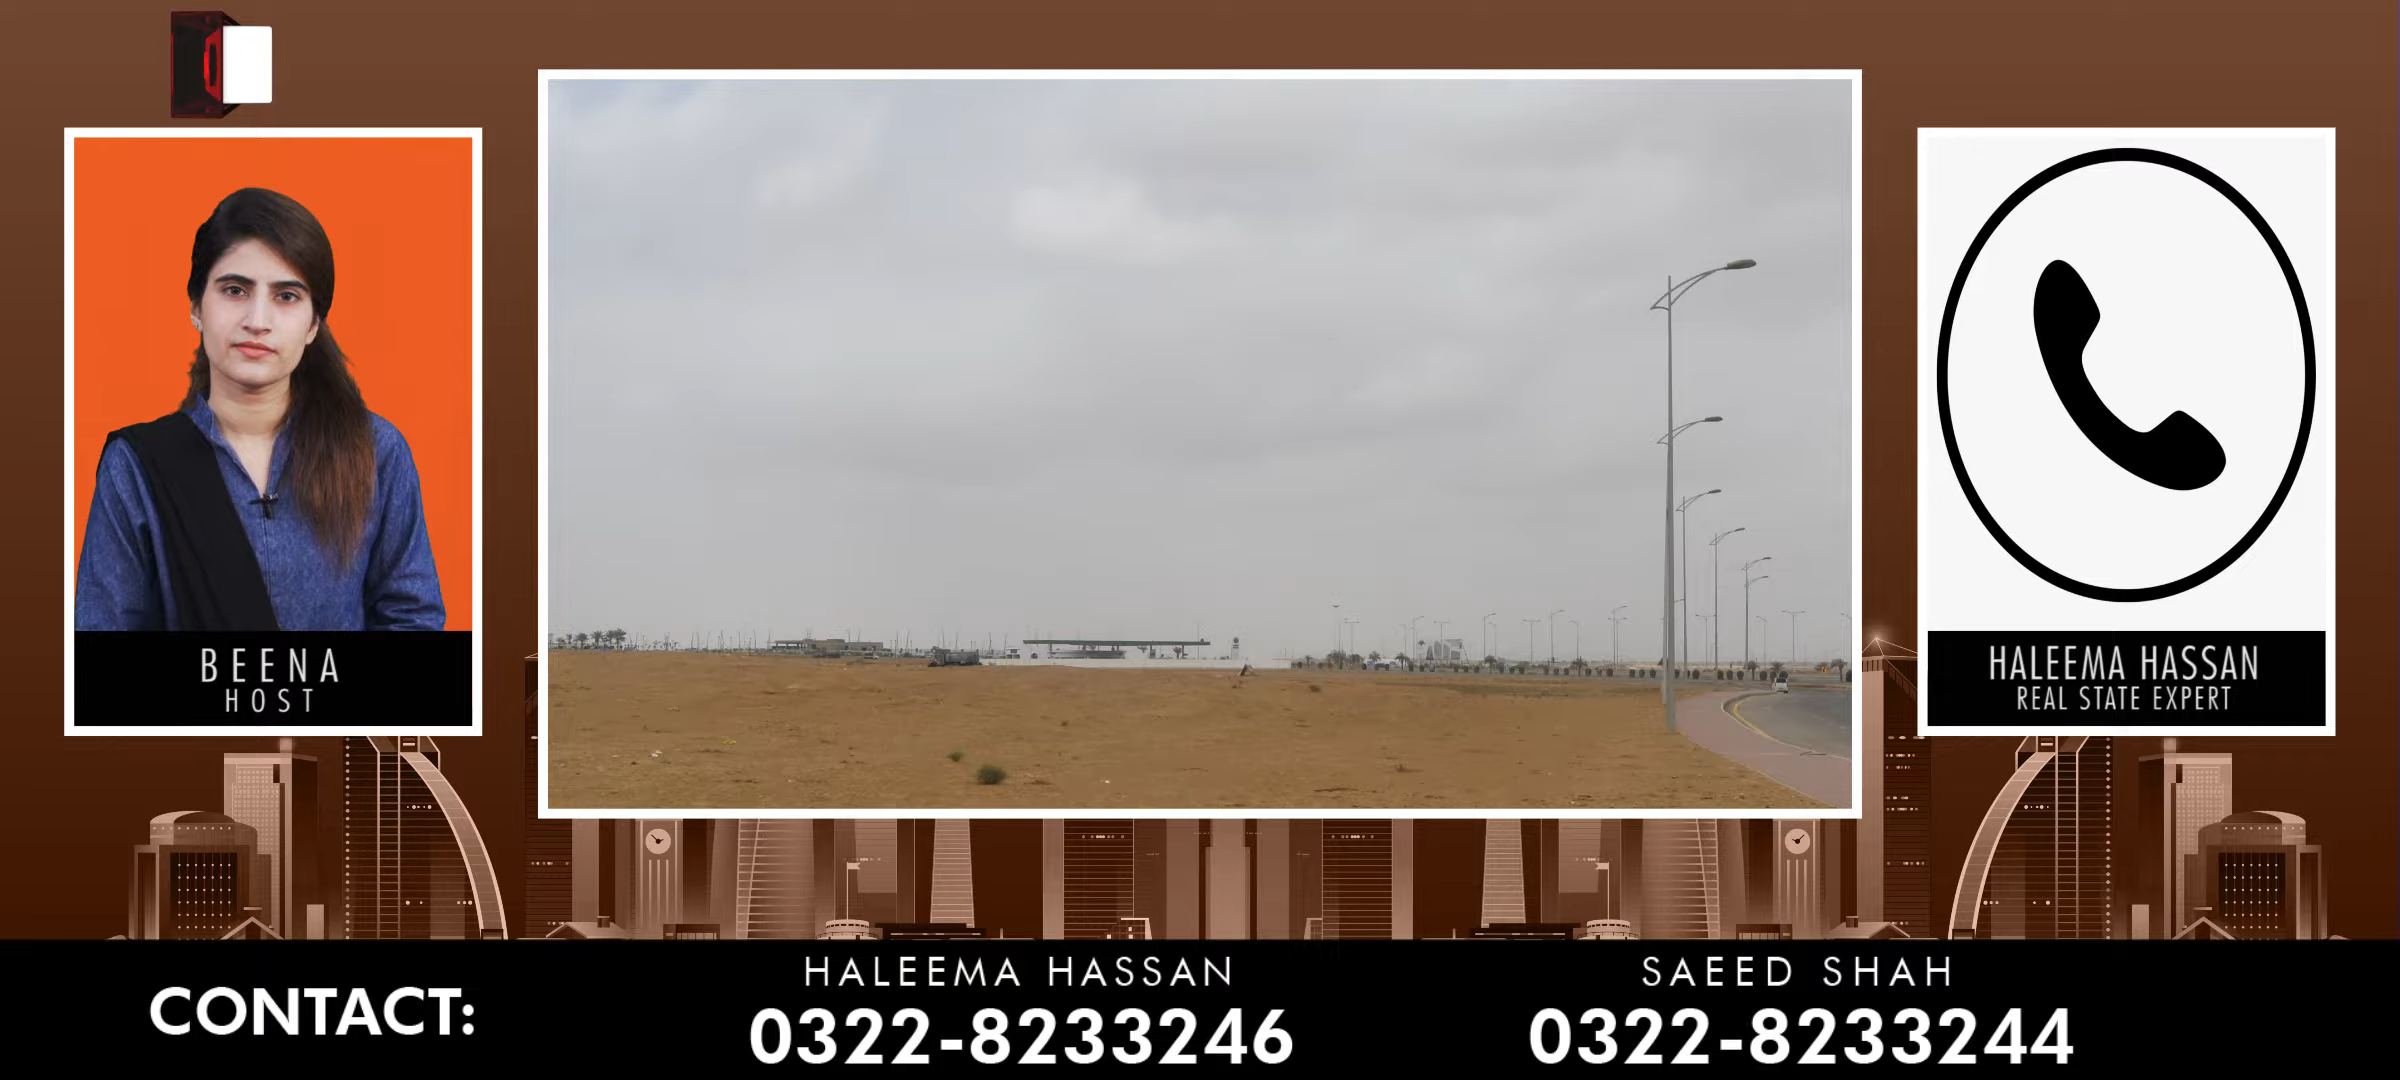 BEENA
HOST
HALEEMA HASSAN
REAL STATE EXPERT
CONTACT:
HALEEMA HASSAN
0322-8233246
SAEED SHAH
0322-8233244